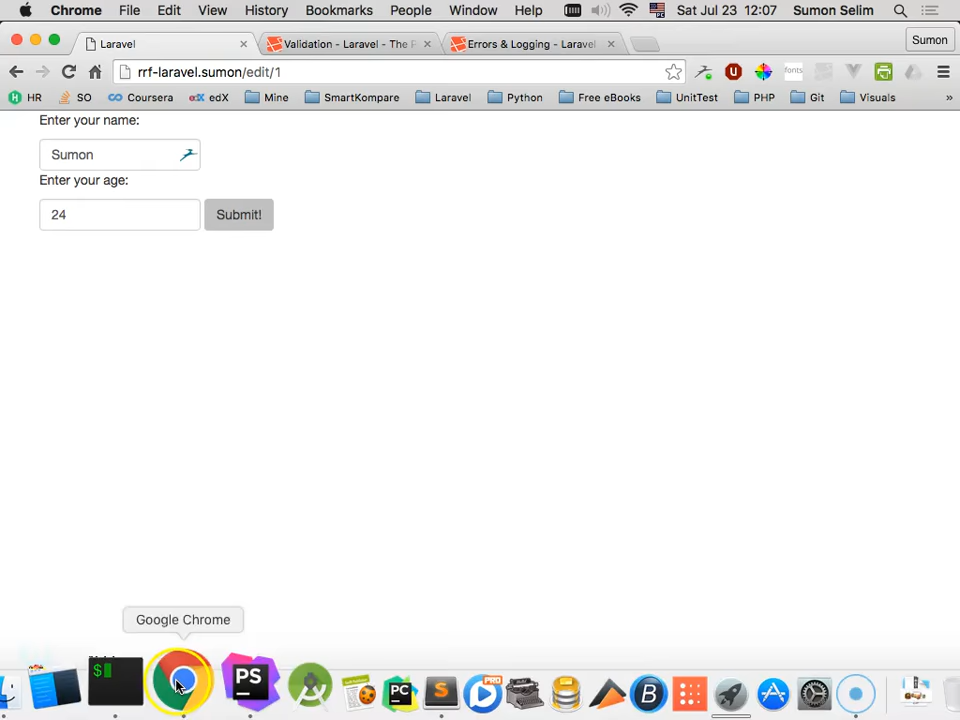 Chrome File Edit View History Bookmarks People Window Help Sat Jul 23 12:07 Sumon Selim
Laravel Validation - Laravel - The P Errors & Logging - Laravel Sumon
rrf-laravel.sumon/edit/1
HR SO Coursera edX Mine SmartKompare Laravel Python Free eBooks UnitTest PHP Git Visuals »
Enter your name:
Sumon
Enter your age:
24 Submit!
Google Chrome
$ PS PC S PRO B